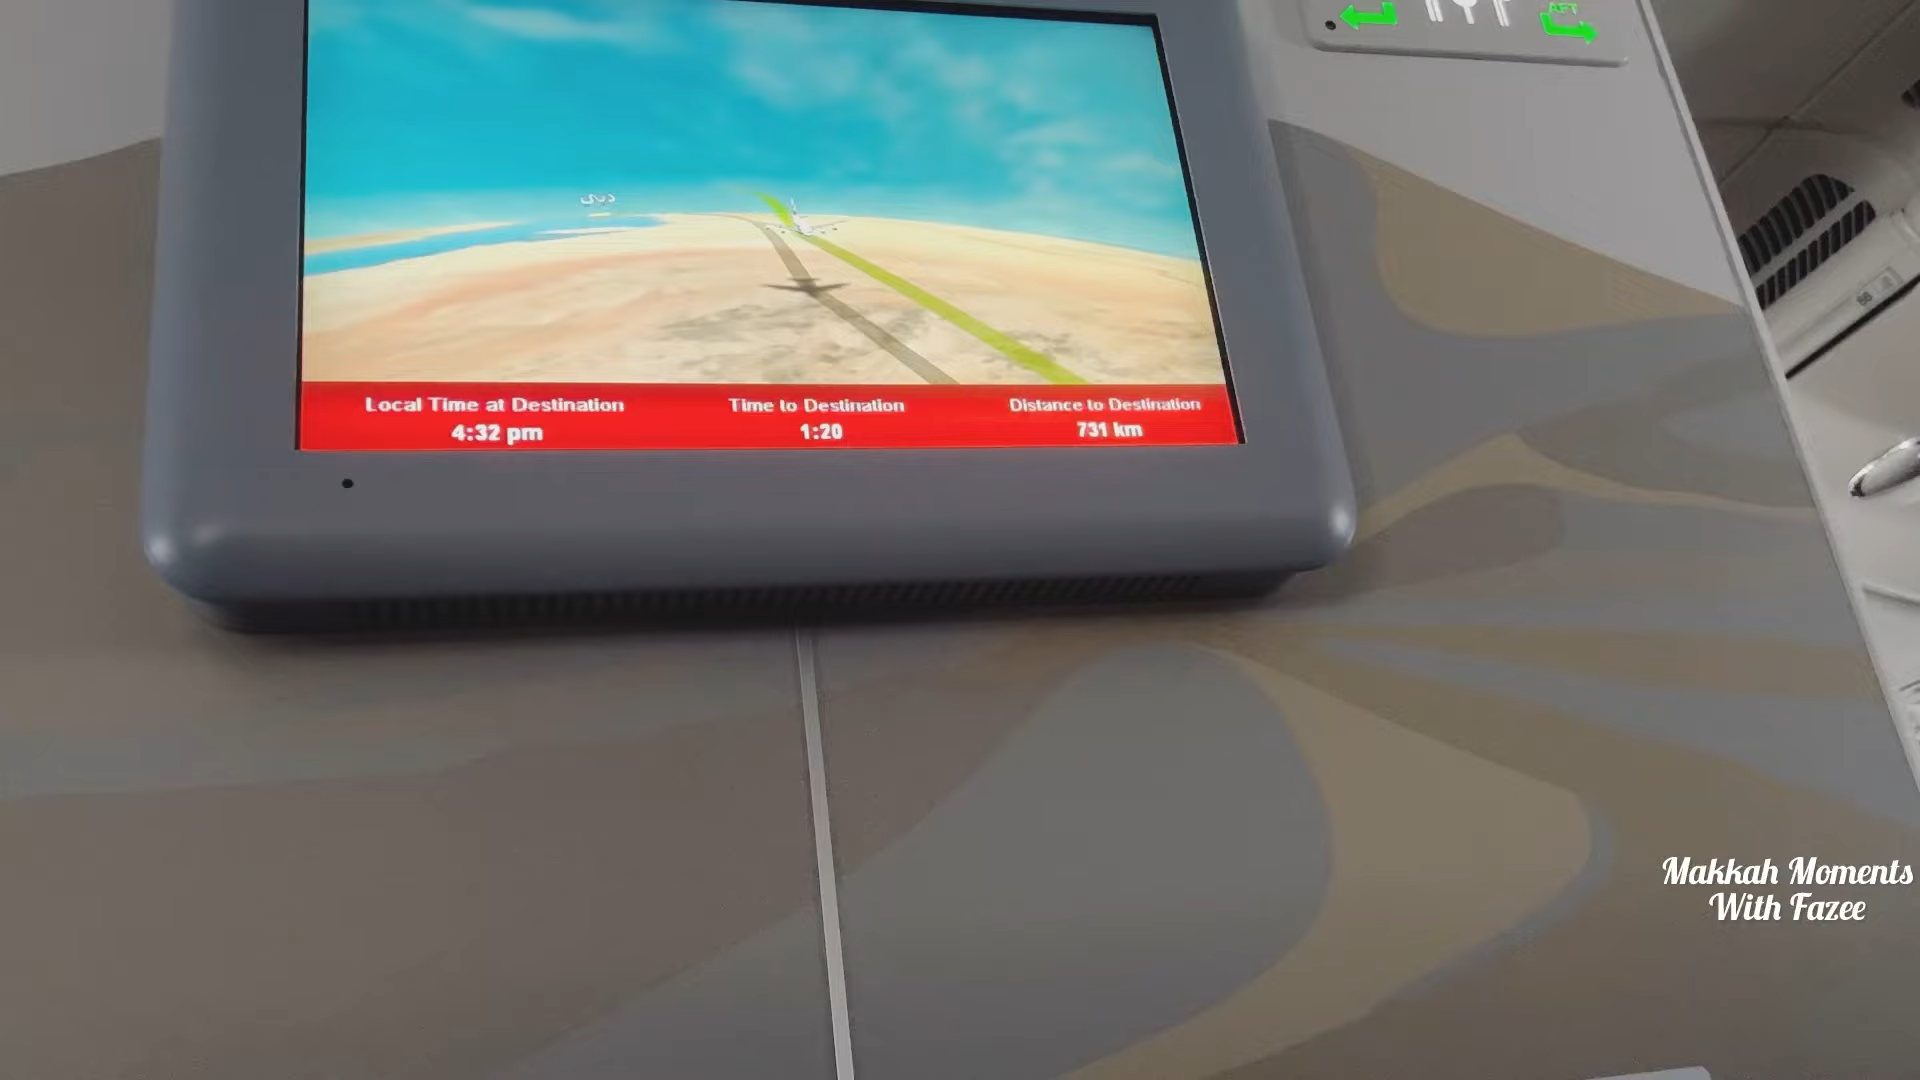 AFT
Local Time at Destination
4:32 pm
Time to Destination
1:20
Distance to Destination
731 km
Makkah Moments
With Fazee